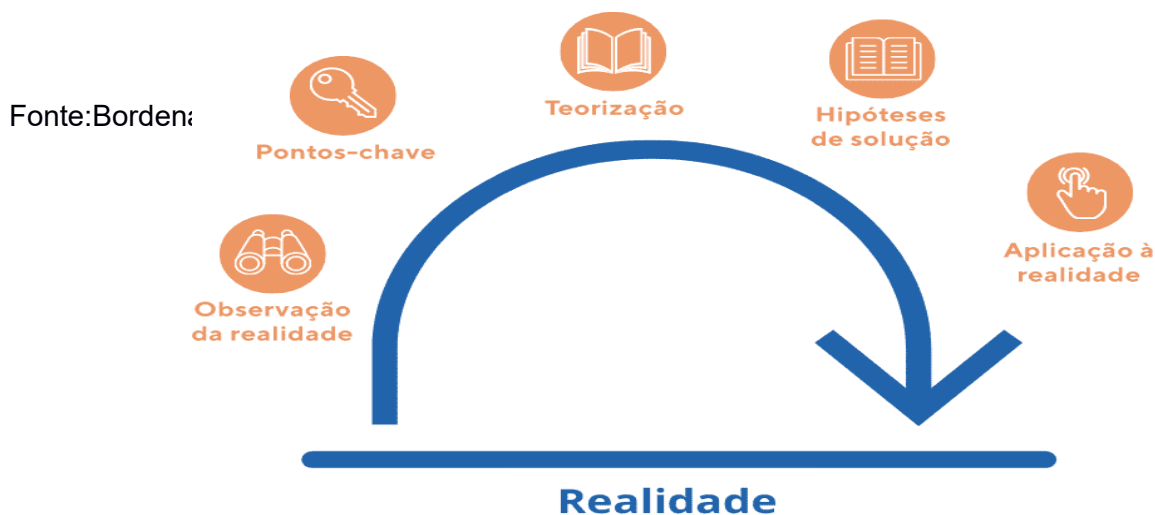 Fonte:Bordena
Pontos-chave
Teorização
Hipóteses
de solução
Observação
da realidade
Aplicação à
realidade
Realidade